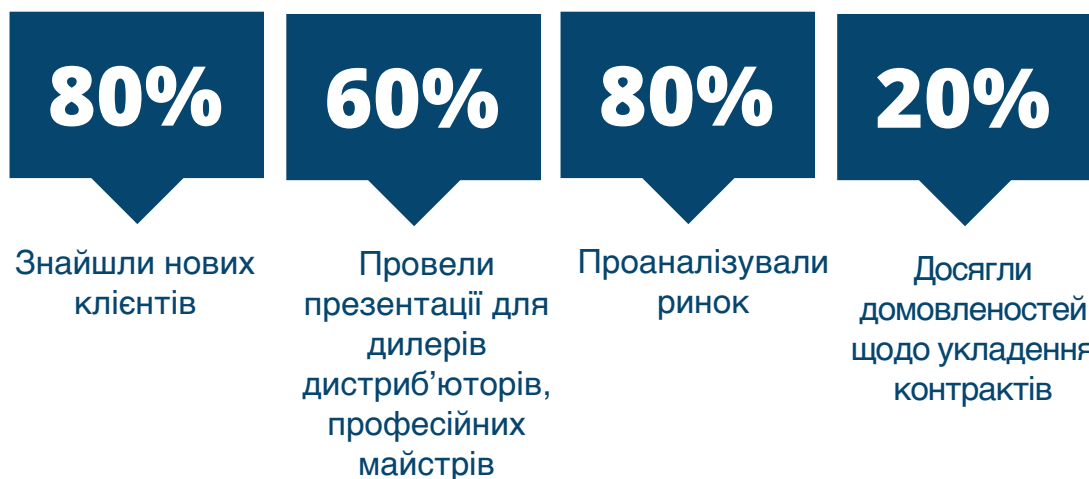 80%
Знайшли нових
клієнтів
60%
Провели
презентації для
дилерів
дистриб’юторів,
професійних
майстрів
80%
Проаналізували
ринок
20%
Досягли
домовленостей
щодо укладення
контрактів